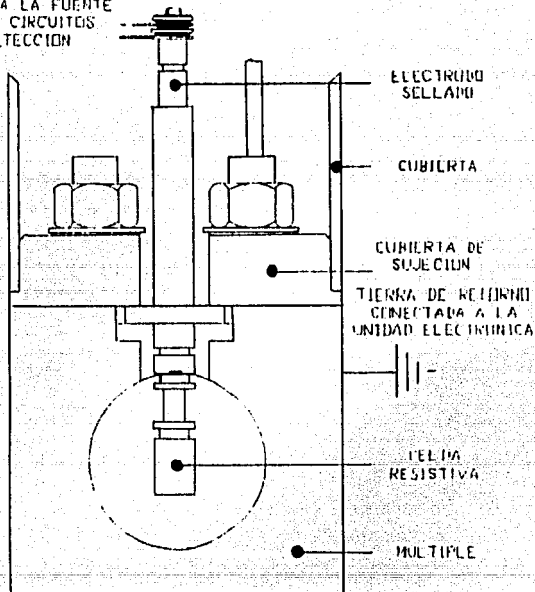 A LA FUENTE
CIRCUITOS
TECCION
ELECTRODO
SELLADO
CUBIERTA
CUBIERTA DE
SUJECION
TIERRA DE RETORNO
CONECTADA A LA
UNIDAD ELECTRONICA
CELDA
RESISTIVA
MULTIPLE